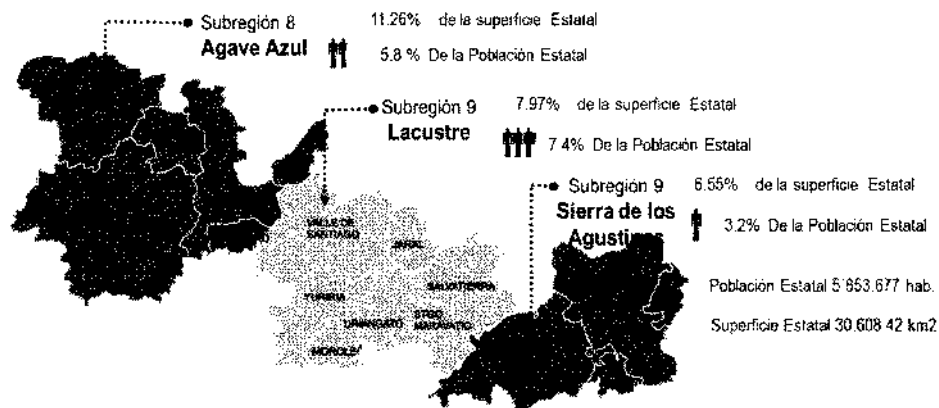 Subregión 8
Agave Azul
11.26% de la superficie Estatal
5.8 % De la Población Estatal
Subregión 9
Lacustre
7.97% de la superficie Estatal
7.4% De la Población Estatal
Subregión 9
Sierra de los
Agustinos
6.55% de la superficie Estatal
3.2% De la Población Estatal
VALLE DE
SANTIAGO
JARAL
YURIRIA
SALVATIERRA
URIANGATO
STGO
MARAVATIO
MOROLEÓN
Población Estatal 5'853,677 hab.
Superficie Estatal 30,608.42 km2